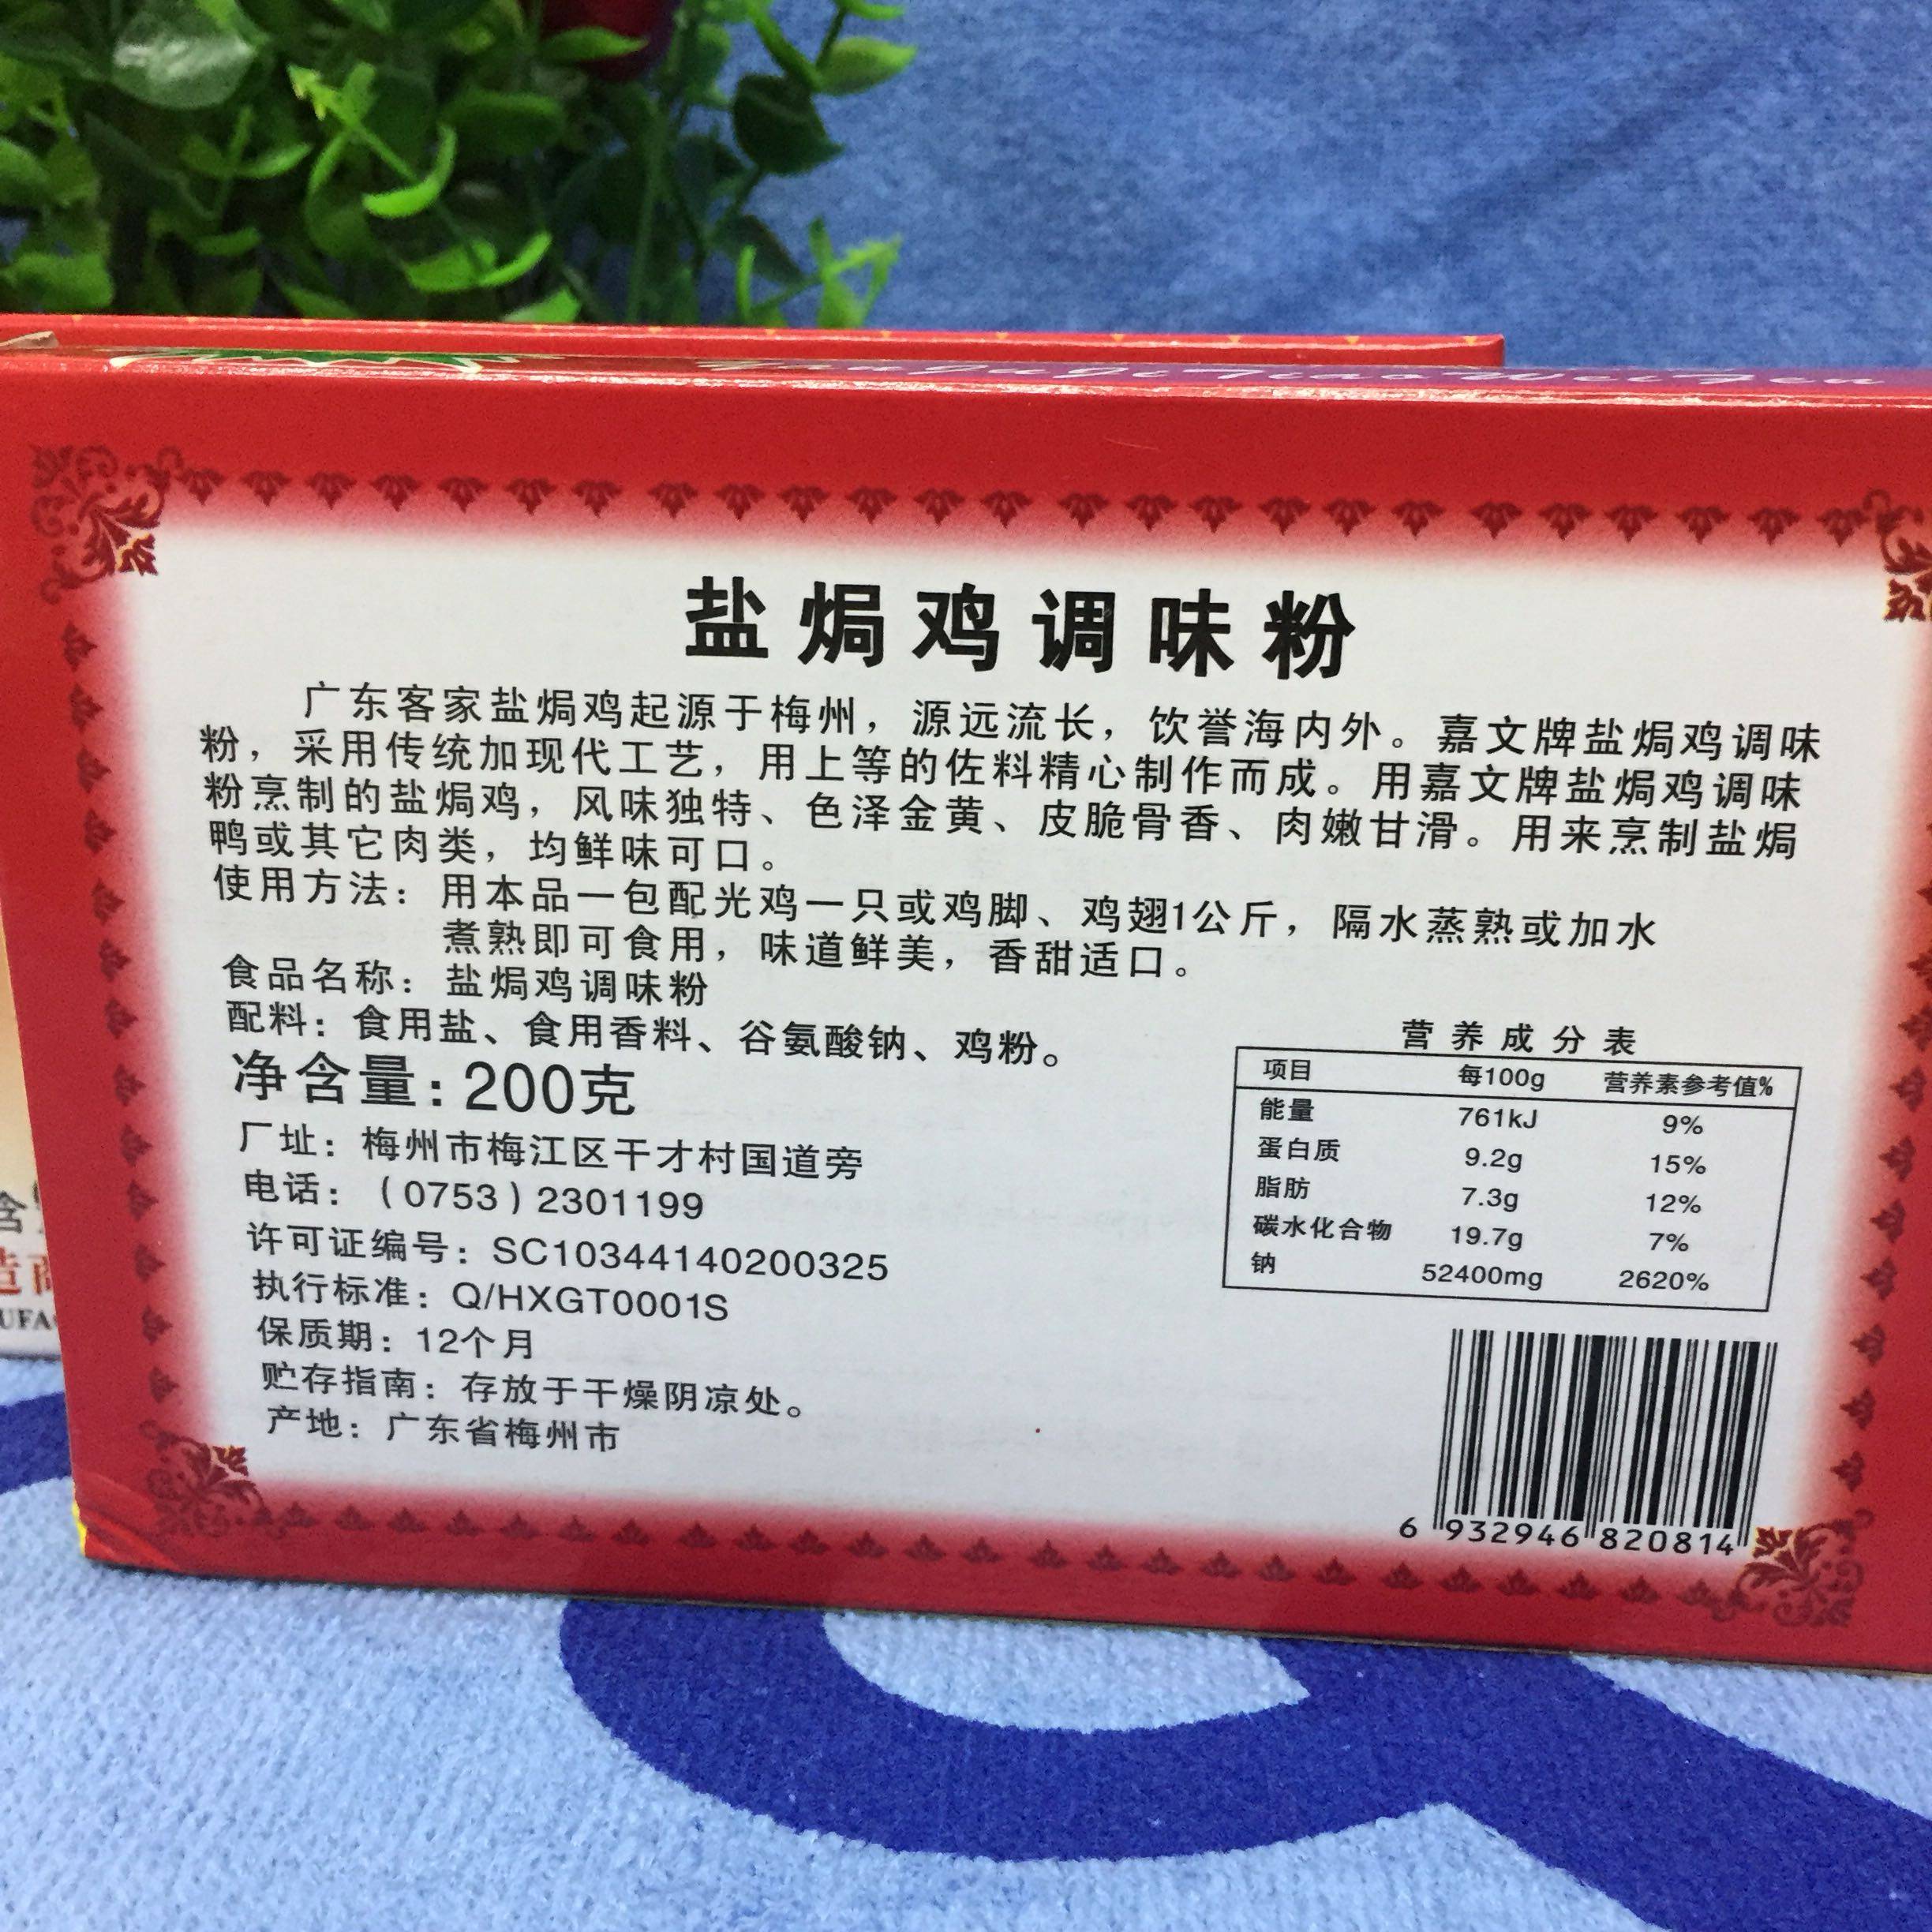 盐焗鸡调味粉
广东客家盐焗鸡起源于梅州，源远流长，饮誉海内外。嘉文牌盐焗鸡调味
粉，采用传统加现代工艺，用上等的佐料精心制作而成。用嘉文牌盐焗鸡调味
粉烹制的盐焗鸡，风味独特、色泽金黄、皮脆骨香、肉嫩甘滑。用来烹制盐焗
鸭或其它肉类，均鲜味可口。
使用方法：用本品一包配光鸡一只或鸡脚、鸡翅1公斤，隔水蒸熟或加水
煮熟即可食用，味道鲜美，香甜适口。
食品名称：盐焗鸡调味粉
配料：食用盐、食用香料、谷氨酸钠、鸡粉。
净含量：200克
厂址：梅州市梅江区干才村国道旁
电话：（0753）2301199
许可证编号：SC10344140200325
执行标准：Q/HXGT0001S
保质期：12个月
贮存指南：存放于干燥阴凉处。
产地：广东省梅州市
营养成分表
项目 每100g 营养素参考值%
能量 761kJ 9%
蛋白质 9.2g 15%
脂肪 7.3g 12%
碳水化合物 19.7g 7%
钠 52400mg 2620%
6 932946 820814
含
造商
UFA